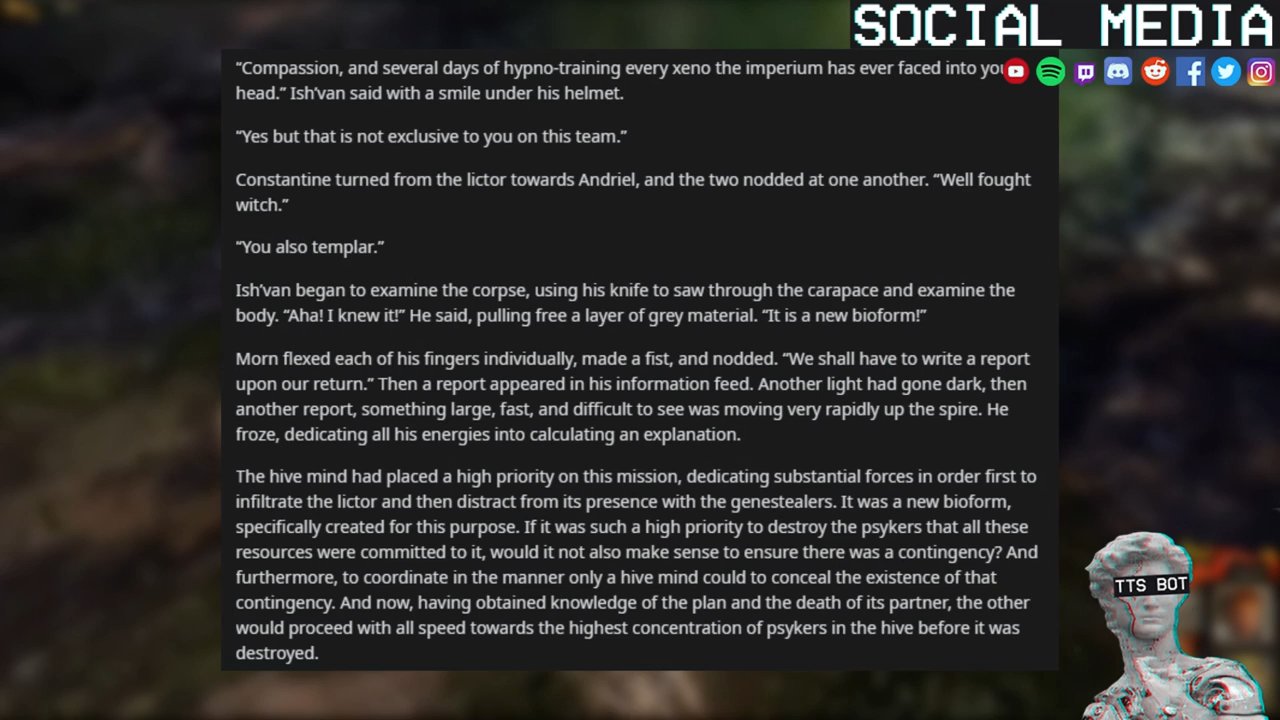 SOCIAL MEDIA
“Compassion, and several days of hypno-training every xeno the imperium has ever faced into
head.” Ish’van said with a smile under his helmet.
“Yes but that is not exclusive to you on this team.”
Constantine turned from the lictor towards Andriel, and the two nodded at one another. “Well fought
witch.”
“You also templar.”
Ish’van began to examine the corpse, using his knife to saw through the carapace and examine the
body. “Aha! I knew it!” He said, pulling free a layer of grey material. “It is a new bioform!”
Morn flexed each of his fingers individually, made a fist, and nodded. “We shall have to write a report
upon our return.” Then a report appeared in his information feed. Another light had gone dark, then
another report, something large, fast, and difficult to see was moving very rapidly up the spire. He
froze, dedicating all his energies into calculating an explanation.
The hive mind had placed a high priority on this mission, dedicating substantial forces in order first to
infiltrate the lictor and then distract from its presence with the genestealers. It was a new bioform,
specifically created for this purpose. If it was such a high priority to destroy the psykers that all these
resources were committed to it, would it not also make sense to ensure there was a contingency? And
furthermore, to coordinate in the manner only a hive mind could to conceal the existence of that
contingency. And now, having obtained knowledge of the plan and the death of its partner, the other
would proceed with all speed towards the highest concentration of psykers in the hive before it was
destroyed.
TTS BOT